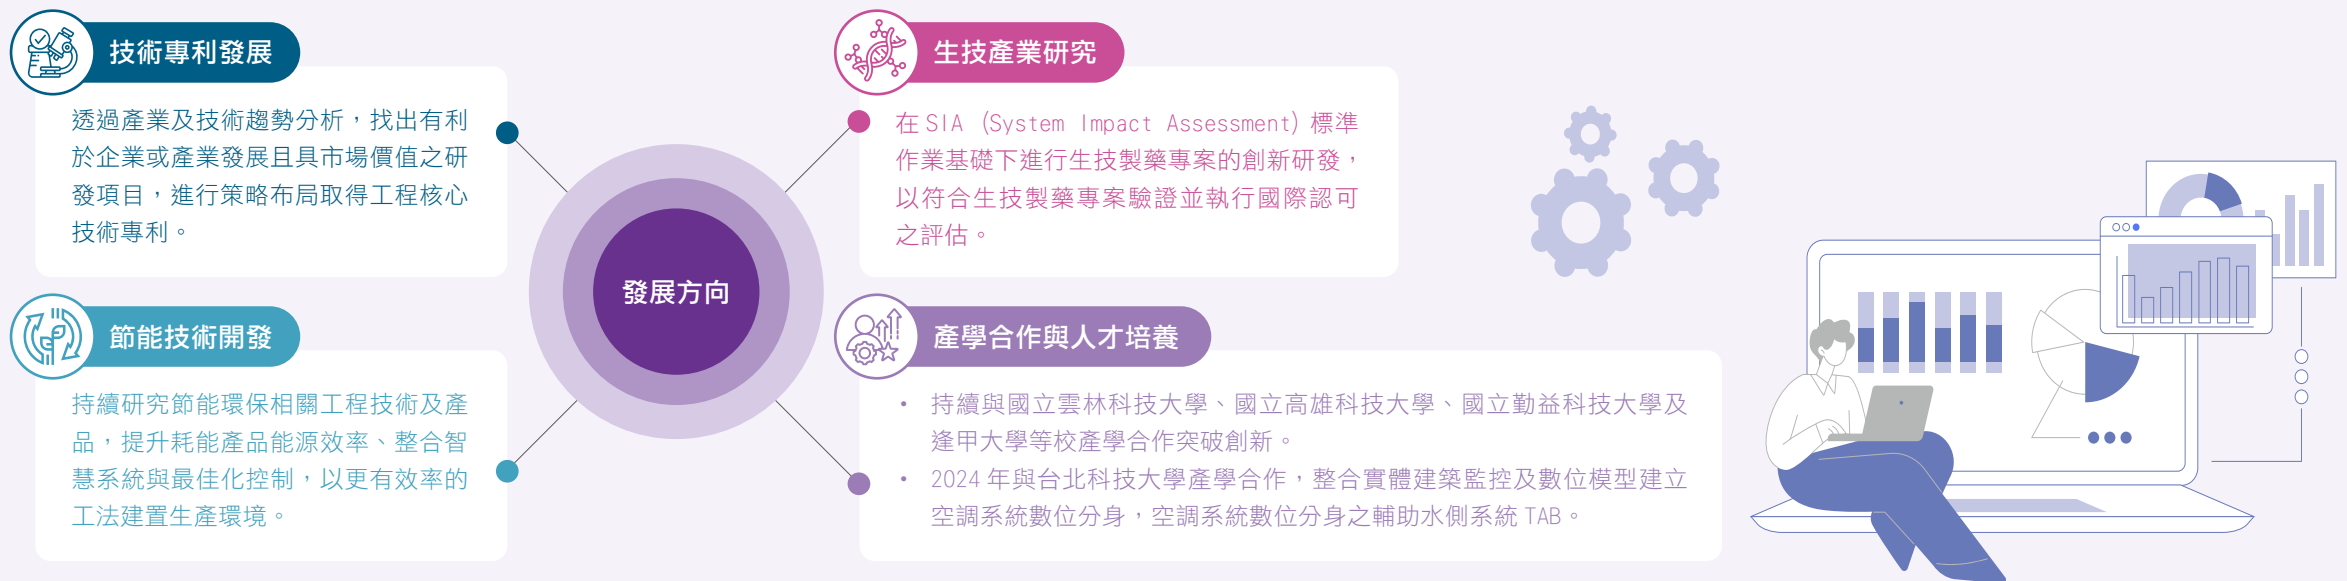 技術專利發展
透過產業及技術趨勢分析，找出有利
於企業或產業發展且具市場價值之研
發項目，進行策略布局取得工程核心
技術專利。
節能技術開發
持續研究節能環保相關工程技術及產
品，提升耗能產品能源效率、整合智
慧系統與最佳化控制，以更有效率的
工法建置生產環境。
發展方向
生技產業研究
在 SIA (System Impact Assessment) 標準
作業基礎下進行生技製藥專案的創新研發，
以符合生技製藥專案驗證並執行國際認可
之評估。
產學合作與人才培養
• 持續與國立雲林科技大學、國立高雄科技大學、國立勤益科技大學及
逢甲大學等校產學合作突破創新。
• 2024 年與台北科技大學產學合作，整合實體建築監控及數位模型建立
空調系統數位分身，空調系統數位分身之輔助水側系統 TAB。